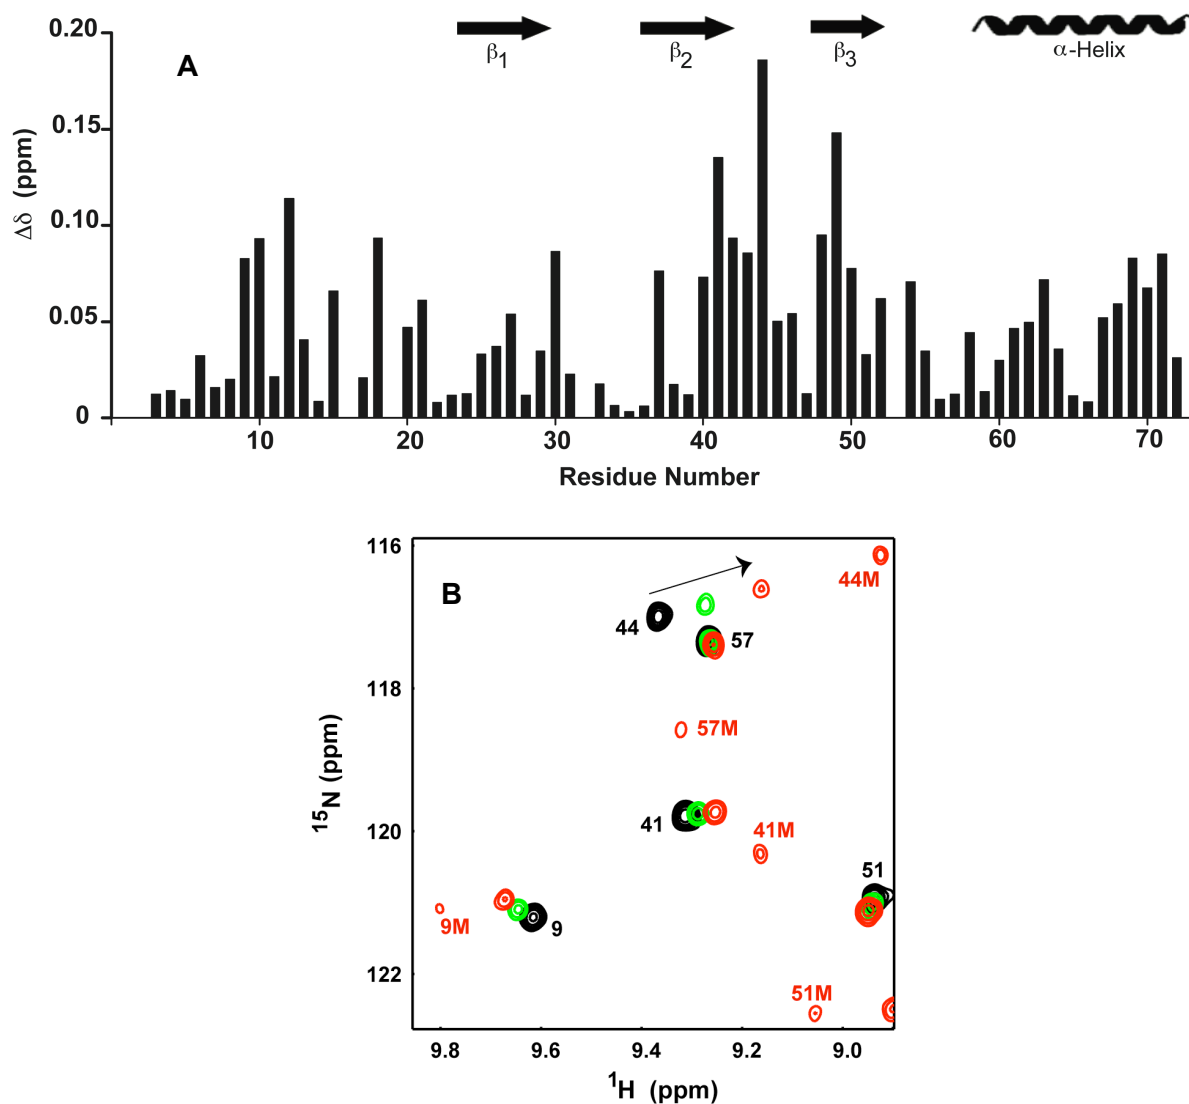 0.20
A
β1
β2
β3
α-Helix
0.15
Δδ (ppm)
0.10
0.05
0
10 20 30 40 50 60 70
Residue Number
116
B
44M
44
57
118
57M
15N (ppm)
120
41
41M
51
9M
9
122
51M
9.8 9.6 9.4 9.2 9.0
1H (ppm)